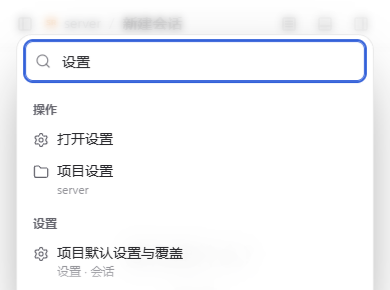 server
新建会话
设置
操作
打开设置
项目设置
server
设置
项目默认设置与覆盖
设置 · 会话